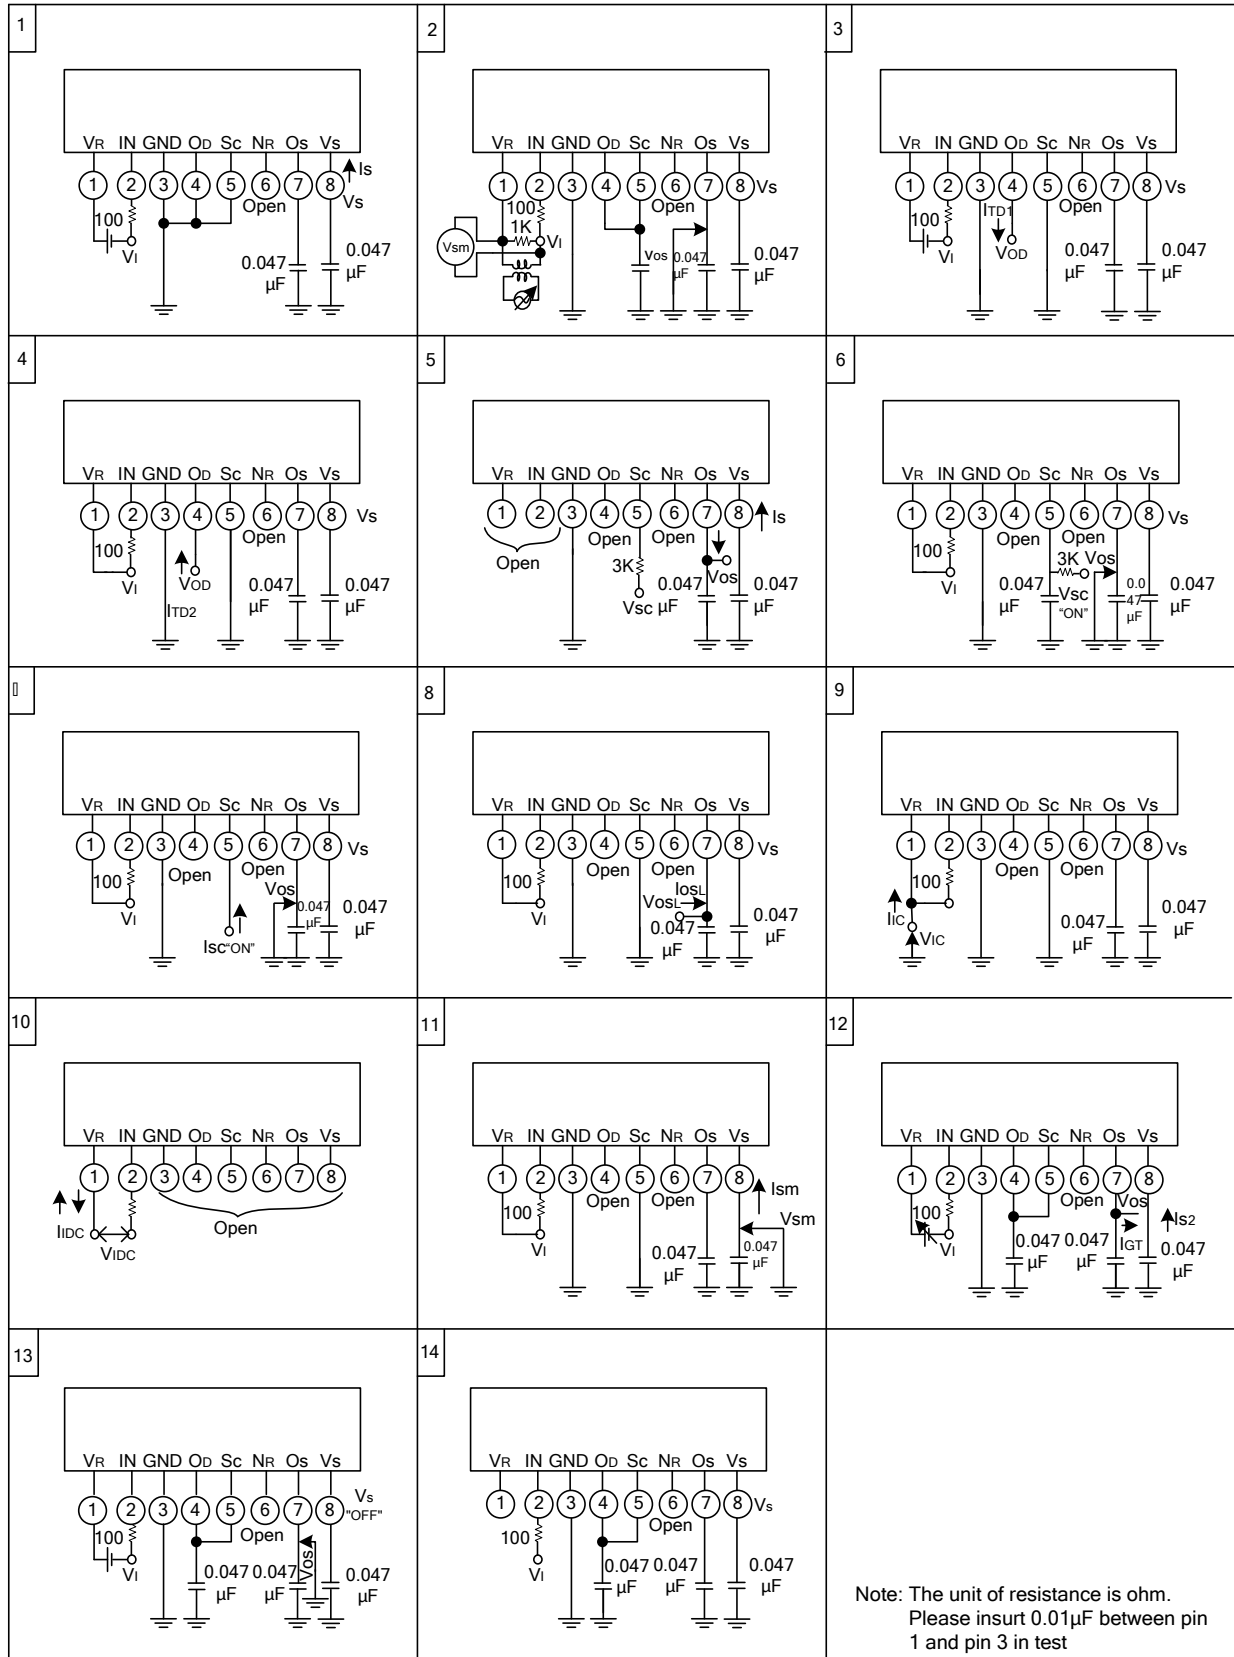 1
VR IN GND OD Sc NR Os Vs
1 2 3 4 5 6 7 8 Is
Open Vs
100
VI
0.047 μF 0.047 μF
2
VR IN GND OD Sc NR Os Vs
1 2 3 4 5 6 7 8 Vs
100 Open
1K
Vsm VI
Vos 0.047 μF 0.047 μF
3
VR IN GND OD Sc NR Os Vs
1 2 3 4 5 6 7 8 Vs
100 ITD1 Open
VI VOD
0.047 μF 0.047 μF
4
VR IN GND OD Sc NR Os Vs
1 2 3 4 5 6 7 8 Vs
100 Open
VI VOD
ITD2
0.047 μF 0.047 μF
5
VR IN GND OD Sc NR Os Vs
1 2 3 4 5 6 7 8 Is
Open Open
Open 3K Vos
Vsc
0.047 μF 0.047 μF
6
VR IN GND OD Sc NR Os Vs
1 2 3 4 5 6 7 8 Vs
100 Open Open
3K Vos
VI
0.047 μF Vsc "ON" 0.0 47 μF 0.047 μF
VR IN GND OD Sc NR Os Vs
1 2 3 4 5 6 7 8 Vs
100 Open Open
Vos
VI
Isc"ON"
0.047 μF 0.047 μF
8
VR IN GND OD Sc NR Os Vs
1 2 3 4 5 6 7 8 Vs
100 Open Open
IosL
VosL
VI
0.047 μF 0.047 μF
9
VR IN GND OD Sc NR Os Vs
1 2 3 4 5 6 7 8 Vs
100 Open Open
IIC
VIC
0.047 μF 0.047 μF
10
VR IN GND OD Sc NR Os Vs
1 2 3 4 5 6 7 8
IIDC Open
VIDC
11
VR IN GND OD Sc NR Os Vs
1 2 3 4 5 6 7 8 Ism
100 Open Open
Vsm
VI
0.047 μF 0.047 μF
12
VR IN GND OD Sc NR Os Vs
1 2 3 4 5 6 7 8
100 Open Vos
Is2
VI IGT
0.047 μF 0.047 μF 0.047 μF
13
VR IN GND OD Sc NR Os Vs
1 2 3 4 5 6 7 8 Vs "OFF"
100 Open
VI Vos
0.047 μF 0.047 μF 0.047 μF
14
VR IN GND OD Sc NR Os Vs
1 2 3 4 5 6 7 8 Vs
100 Open
VI
0.047 μF 0.047 μF 0.047 μF
Note: The unit of resistance is ohm.
Please insurt 0.01μF between pin
1 and pin 3 in test